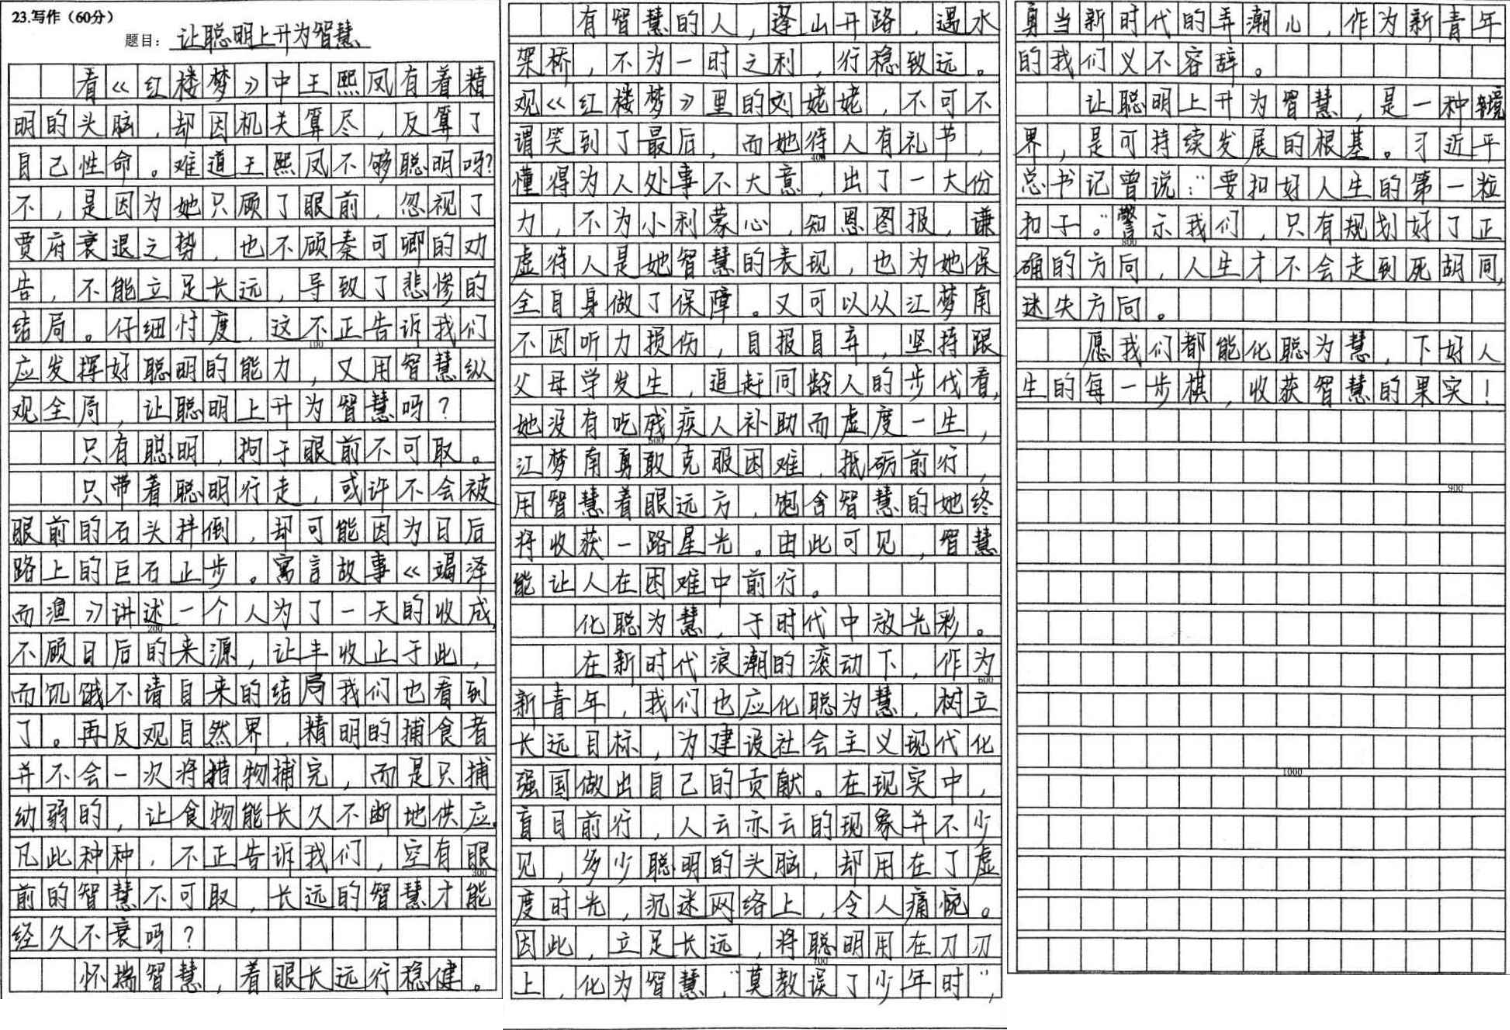 23.写作（60分）
题目：让聪明上升为智慧
看《红楼梦》中王熙凤有着精
明的头脑，却因机关算尽，反算了
自己性命。难道王熙凤不够聪明吗？
不，是因为她只顾了眼前，忽视了
贾府衰退之势，也不顾秦可卿的劝
告，不能立足长远，导致了悲惨的
结局。仔细忖度，这不正告诉我们
100
应发挥好聪明的能力，又用智慧纵
观全局，让聪明上升为智慧吗？
只有聪明，拘于眼前不可取。
只带着聪明行走，或许不会被
眼前的石头拌倒，却可能因为日后
路上的巨石止步。寓言故事《竭泽
而渔》讲述一个人为了一天的收成，
200
不顾日后的来源，让丰收止于此，
而饥饿不请自来的结局我们也看到
了。再反观自然界，精明的捕食者
并不会一次将猎物捕完，而是只捕
幼弱的，让食物能长久不断地供应。
凡此种种，不正告诉我们，空有眼
300
前的智慧不可取，长远的智慧才能
经久不衰吗？
怀揣智慧，着眼长远行稳健。
有智慧的人，逢山开路，遇水
架桥，不为一时之利，行稳致远。
观《红楼梦》里的刘姥姥，不可不
谓笑到了最后，而她待人有礼节，
400
懂得为人处事不大意，出了一大份
力，不为小利蒙心，知恩图报，谦
虚待人是她智慧的表现，也为她保
全自身做了保障。又可以从江梦南
不因听力损伤，自报自弃，坚持跟
父母学发生，追赶同龄人的步伐看，
她没有吃残疾人补助而虚度一生，
500
江梦南勇敢克服困难，抵砺前行，
用智慧着眼远方，饱含智慧的她终
将收获一路星光。由此可见，智慧
能让人在困难中前行。
化聪为慧，于时代中放光彩。
在新时代浪潮的滚动下，作为
600
新青年，我们也应化聪为慧，树立
长远目标，为建设社会主义现代化
强国做出自己的贡献。在现实中，
盲目前行，人云亦云的现象并不少
见，多少聪明的头脑，却用在了虚
度时光，沉迷网络上，令人痛惋。
因此，立足长远，将聪明用在刀刃
700
上，化为智慧，“莫教误了少年时”，
勇当新时代的弄潮儿，作为新青年
的我们义不容辞。
让聪明上升为智慧，是一种境
界，是可持续发展的根基。习近平
总书记曾说：“要扣好人生的第一粒
扣子。”警示我们，只有规划好了正
800
确的方向，人生才不会走到死胡同，
迷失方向。
愿我们都能化聪为慧，下好人
生的每一步棋，收获智慧的果实！
900
1000